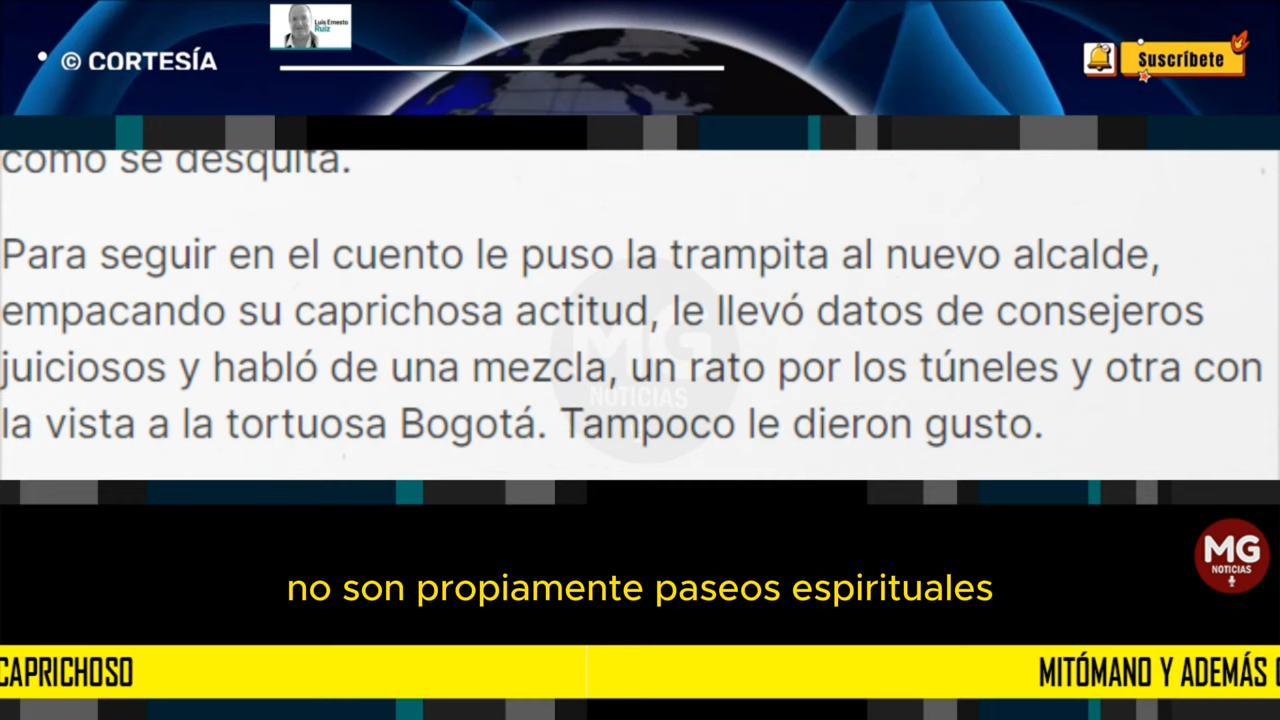 Luis Ernesto
Ruiz
© CORTESÍA
Suscríbete
como se desquita.
Para seguir en el cuento le puso la trampita al nuevo alcalde,
empacando su caprichosa actitud, le llevó datos de consejeros
juiciosos y habló de una mezcla, un rato por los túneles y otra con
la vista a la tortuosa Bogotá. Tampoco le dieron gusto.
MG
NOTICIAS
MG
NOTICIAS
no son propiamente paseos espirituales
CAPRICHOSO
MITÓMANO Y ADEMÁS